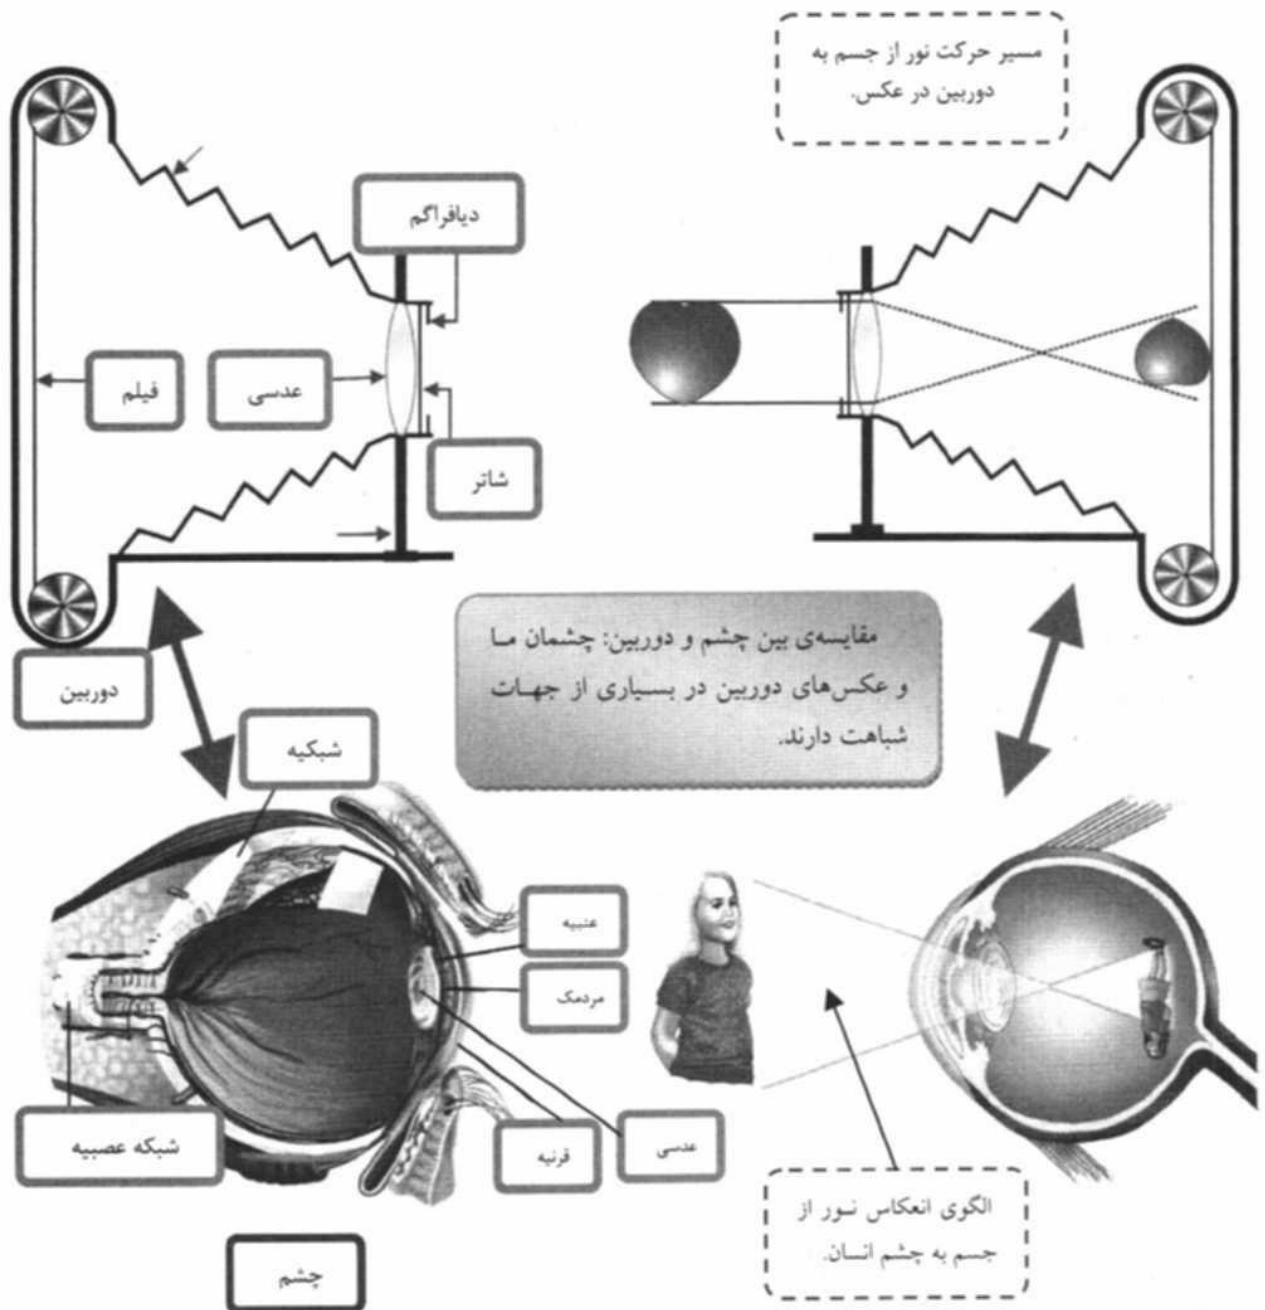 مسیر حرکت نور از جسم به
دوربین در عکس.
دیافراگم
فیلم
عدسی
شاتر
دوربین
مقایسه‌ی بین چشم و دوربین: چشمان ما
و عکس‌های دوربین در بسیاری از جهات
شباهت دارند.
شبکیه
عنبیه
مردمک
شبکه عصبیه
قرنیه
عدسی
الگوی انعکاس نور از
جسم به چشم انسان.
چشم